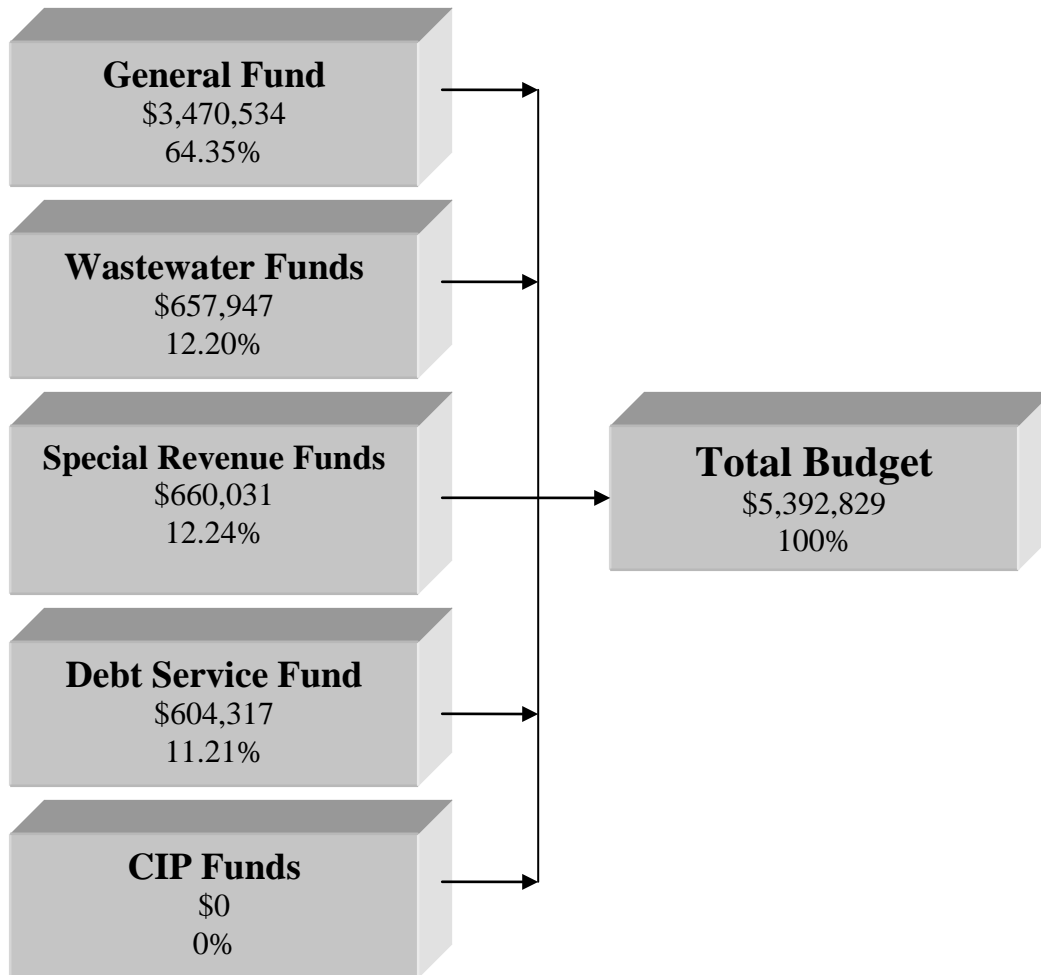 General Fund
$3,470,534
64.35%
Wastewater Funds
$657,947
12.20%
Special Revenue Funds
$660,031
12.24%
Total Budget
$5,392,829
100%
Debt Service Fund
$604,317
11.21%
CIP Funds
$0
0%